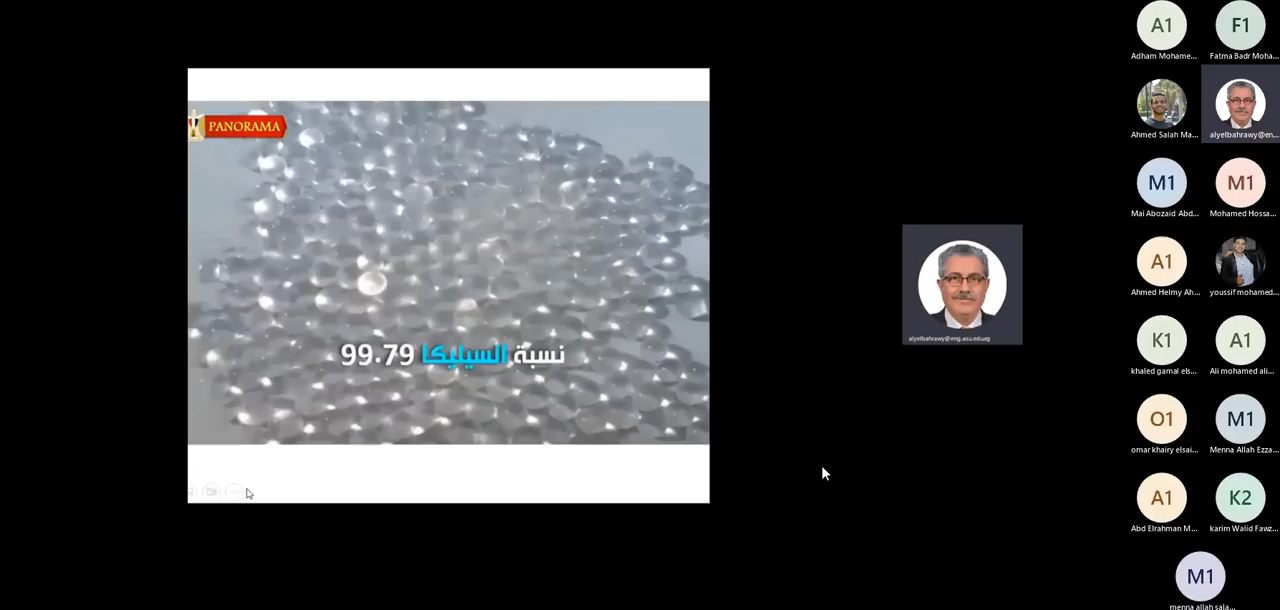 PANORAMA
نسبة السيليكا 99.79
alyelbahrawy@eng.asu.edu.eg
A1
Adham Mohame...
F1
Fatma Badr Moha...
Ahmed Salah Ma...
alyelbahrawy@en...
M1
Mai Abozaid Abd...
M1
Mohamed Hossa...
A1
Ahmed Helmy Ah...
youssif mohamed...
K1
khaled gamal els...
A1
Ali mohamed ali...
O1
omar khairy elsai...
M1
Menna Allah Ezza...
A1
Abd Elrahman M...
K2
karim Walid Fawz...
M1
menna allah sala...